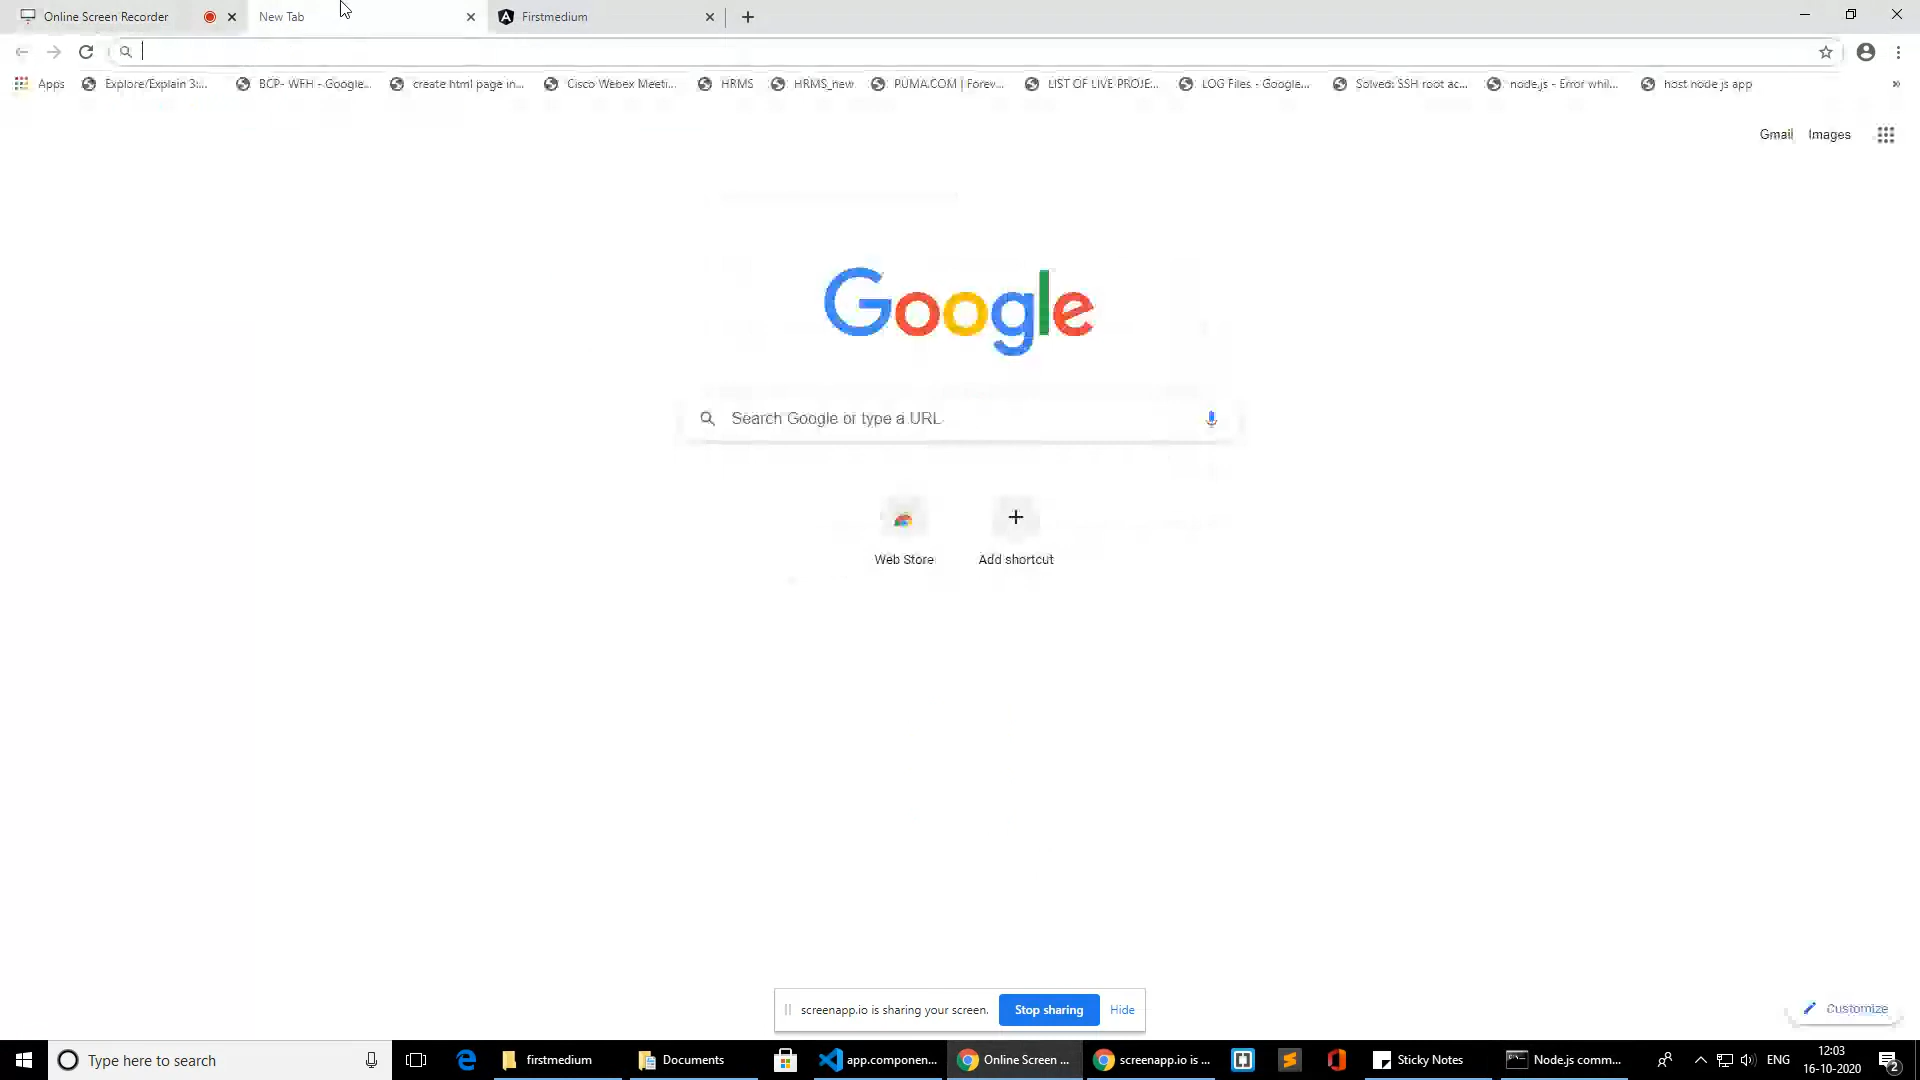 Online Screen Recorder
New Tab
Firstmedium
Apps
Explore/Explain 3:...
BCP- WFH - Google...
create html page in...
Cisco Webex Meeti...
HRMS
HRMS_new
PUMA.COM | Forev...
LIST OF LIVE PROJE...
LOG Files - Google...
Solved: SSH root ac...
node.js - Error whil...
host node js app
»
Gmail
Images
Google
Search Google or type a URL
Web Store
Add shortcut
screenapp.io is sharing your screen.
Stop sharing
Hide
Customize
Type here to search
firstmedium
Documents
app.componen...
Online Screen ...
screenapp.io is ...
Sticky Notes
Node.js comm...
ENG
12:03
16-10-2020
2